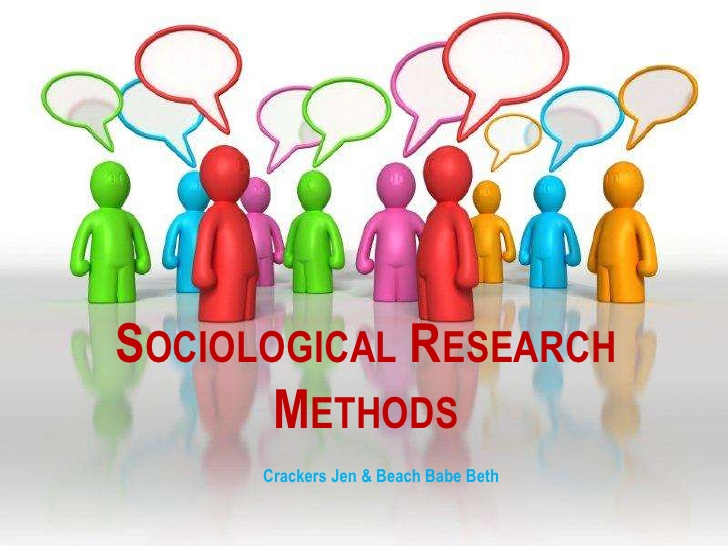 Sociological Research
Methods
Crackers Jen & Beach Babe Beth